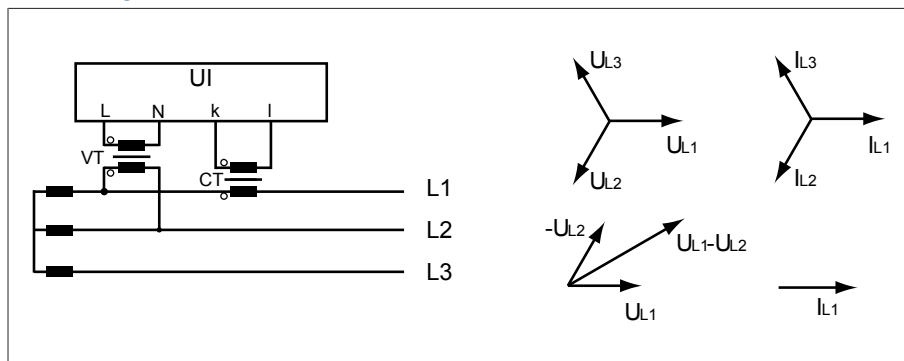 UI
L N k l
VT
CT
L1
L2
L3
UL3
UL1
UL2
IL3
IL1
IL2
-UL2
UL1-UL2
UL1
IL1